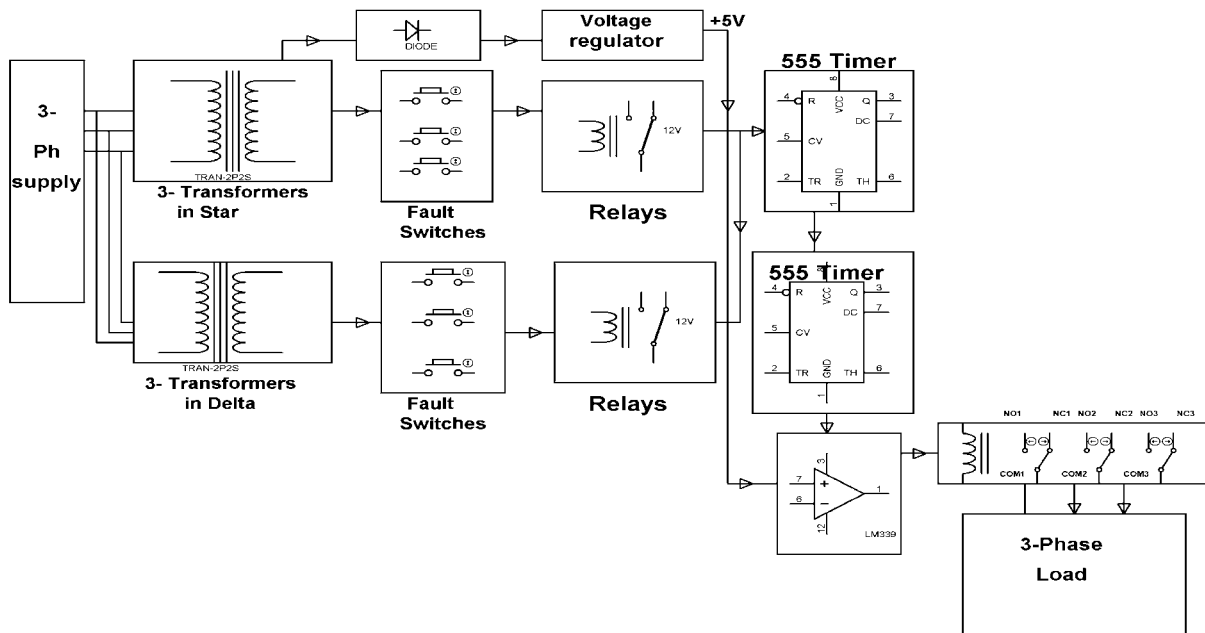 Voltage
regulator
+5V
DIODE
3-
Ph
supply
TRAN-2P2S
3- Transformers
in Star
Fault
Switches
12V
Relays
555 Timer
8
4
R
VCC
Q
3
DC
7
5
CV
2
TR
GND
TH
6
1
TRAN-2P2S
3- Transformers
in Delta
Fault
Switches
12V
Relays
555 Timer
8
4
R
VCC
Q
3
DC
7
5
CV
2
TR
GND
TH
6
1
3
7
+
6
−
1
12
LM339
NO1 NC1 NO2 NC2 NO3 NC3
COM1 COM2 COM3
3-Phase
Load